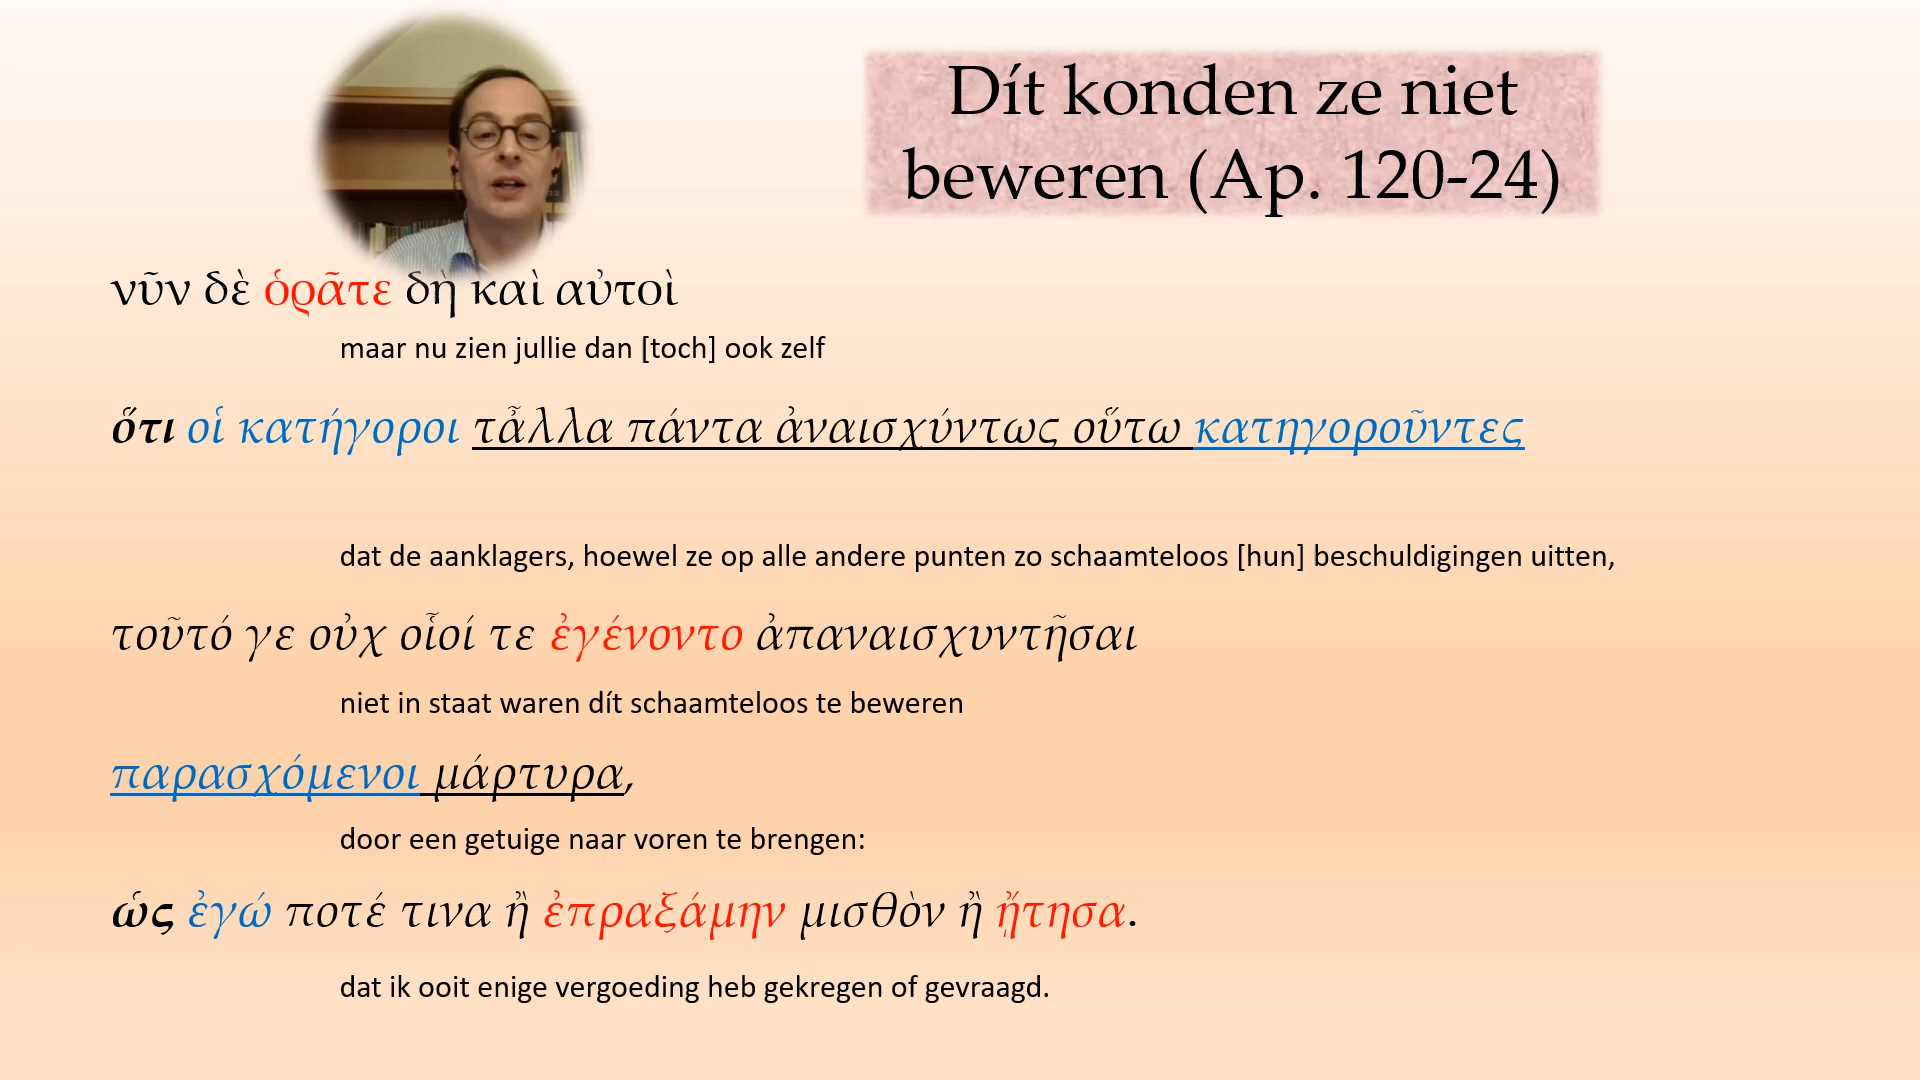 Dít konden ze niet
beweren (Ap. 120-24)
νῦν δὲ ὁρᾶτε δὴ καὶ αὐτοὶ
maar nu zien jullie dan [toch] ook zelf
ὅτι οἱ κατήγοροι τἆλλα πάντα ἀναισχύντως οὕτω κατηγοροῦντες
dat de aanklagers, hoewel ze op alle andere punten zo schaamteloos [hun] beschuldigingen uitten,
τοῦτό γε οὐχ οἷοί τε ἐγένοντο ἀπαναισχυντῆσαι
niet in staat waren dít schaamteloos te beweren
παρασχόμενοι μάρτυρα,
door een getuige naar voren te brengen:
ὡς ἐγώ ποτέ τινα ἢ ἐπραξάμην μισθὸν ἢ ᾔτησα.
dat ik ooit enige vergoeding heb gekregen of gevraagd.